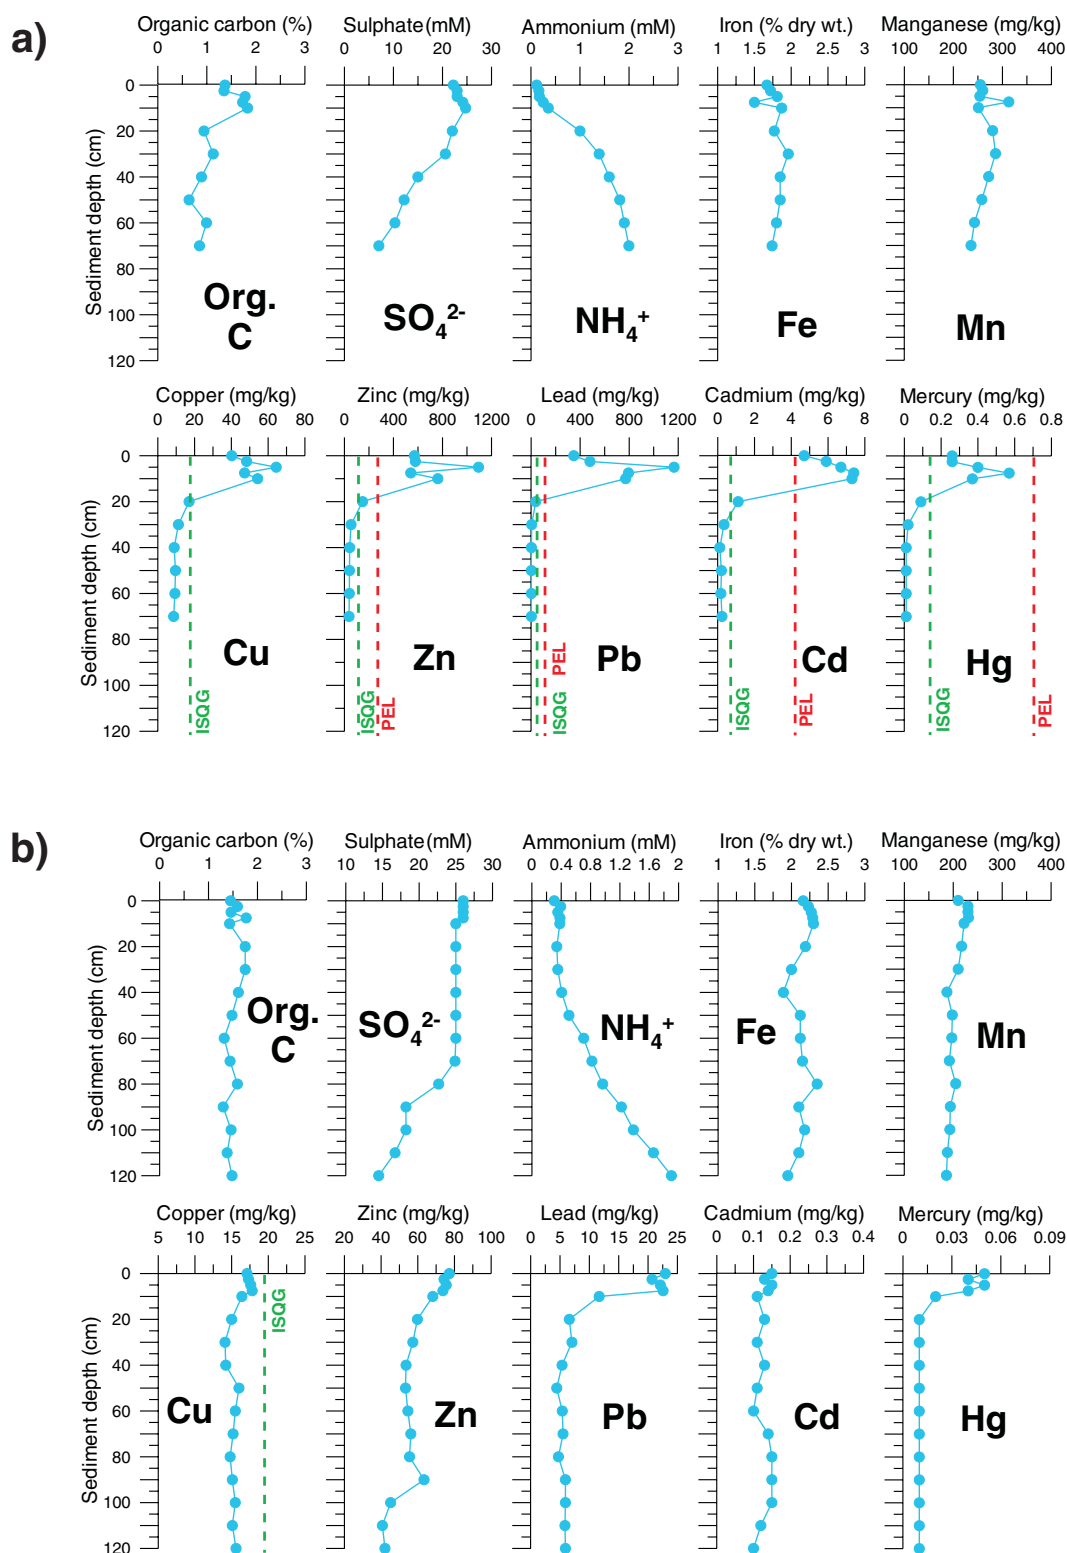 a)
Organic carbon (%) Sulphate (mM) Ammonium (mM) Iron (% dry wt.) Manganese (mg/kg)
0 1 2 3 0 10 20 30 0 1 2 3 1 1.5 2 2.5 3 100 200 300 400
0
20
40
60
80
100
120
Sediment depth (cm)
Org. C
SO₄²⁻
NH₄⁺
Fe
Mn
Copper (mg/kg) Zinc (mg/kg) Lead (mg/kg) Cadmium (mg/kg) Mercury (mg/kg)
0 20 40 60 80 0 400 800 1200 0 400 800 1200 0 2 4 6 8 0 0.2 0.4 0.6 0.8
0
20
40
60
80
100
120
Sediment depth (cm)
Cu
ISQG
Zn
ISQG
PEL
Pb
ISQG
PEL
Cd
ISQG
PEL
Hg
ISQG
PEL
b)
Organic carbon (%) Sulphate (mM) Ammonium (mM) Iron (% dry wt.) Manganese (mg/kg)
0 1 2 3 10 15 20 25 30 0 0.4 0.8 1.2 1.6 2 1 1.5 2 2.5 3 100 200 300 400
0
20
40
60
80
100
120
Sediment depth (cm)
Org. C
SO₄²⁻
NH₄⁺
Fe
Mn
Copper (mg/kg) Zinc (mg/kg) Lead (mg/kg) Cadmium (mg/kg) Mercury (mg/kg)
5 10 15 20 25 20 40 60 80 100 0 5 10 15 20 25 0 0.1 0.2 0.3 0.4 0 0.03 0.06 0.09
0
20
40
60
80
100
120
Sediment depth (cm)
Cu
ISQG
Zn
Pb
Cd
Hg